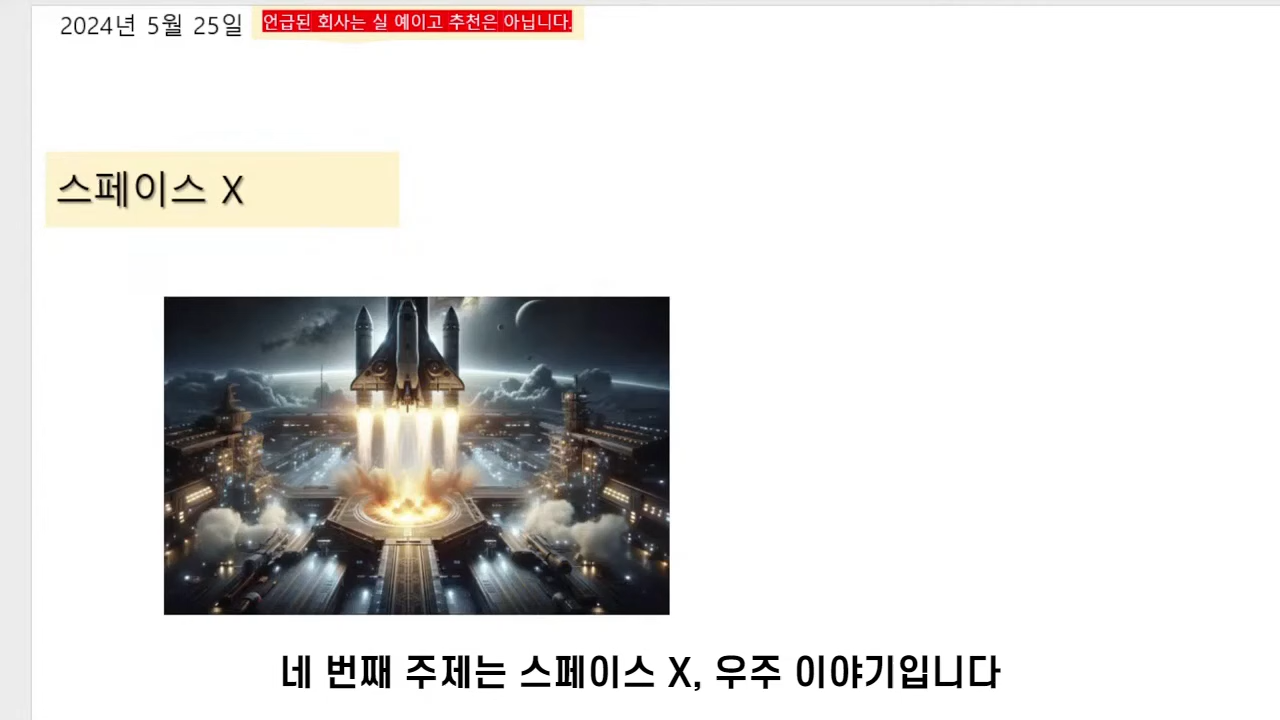 2024년 5월 25일 언급된 회사는 실 예이고 추천은 아닙니다.
스페이스 X
네 번째 주제는 스페이스 X, 우주 이야기입니다